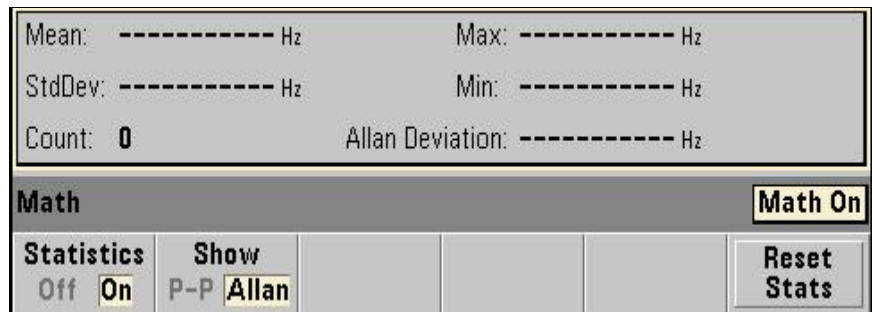 Mean: ----------- Hz Max: ----------- Hz
StdDev: ----------- Hz Min: ----------- Hz
Count: 0 Allan Deviation: ----------- Hz
Math Math On
Statistics Show Reset
Off On P-P Allan Stats